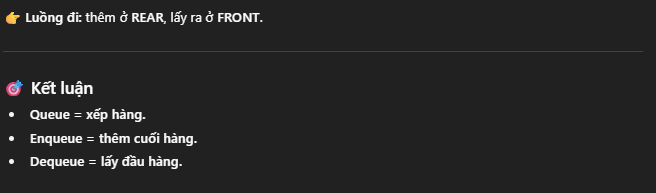 👉 Luồng đi: thêm ở REAR, lấy ra ở FRONT.
🎯 Kết luận
• Queue = xếp hàng.
• Enqueue = thêm cuối hàng.
• Dequeue = lấy đầu hàng.